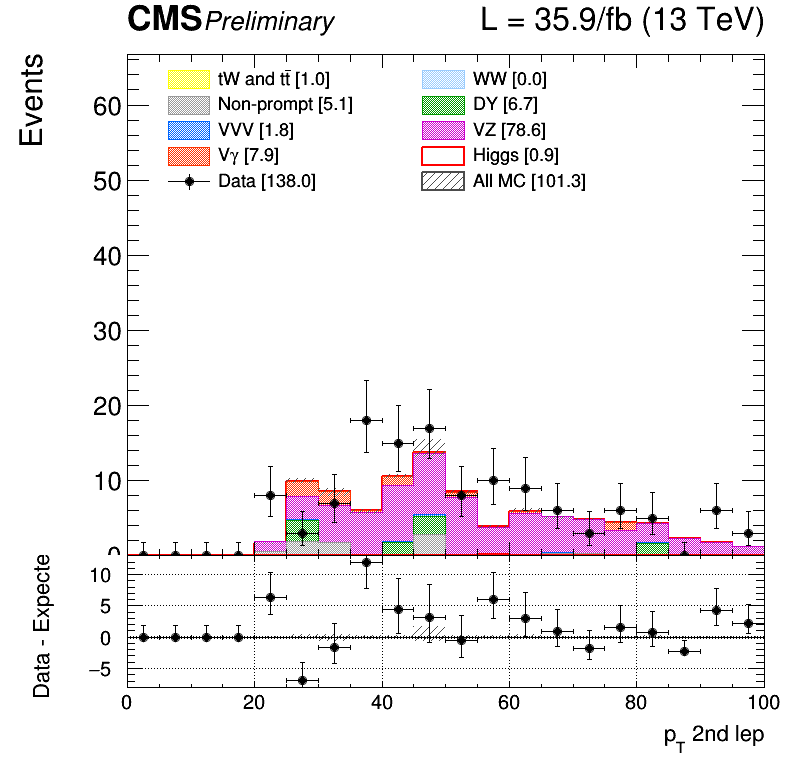 CMS Preliminary L = 35.9/fb (13 TeV)
Events
tW and tt̄ [1.0]
WW [0.0]
Non-prompt [5.1]
DY [6.7]
VVV [1.8]
VZ [78.6]
Vγ [7.9]
Higgs [0.9]
Data [138.0]
All MC [101.3]
60
50
40
30
20
10
0
Data - Expecte
10
5
0
−5
0 20 40 60 80 100
p_T 2nd lep